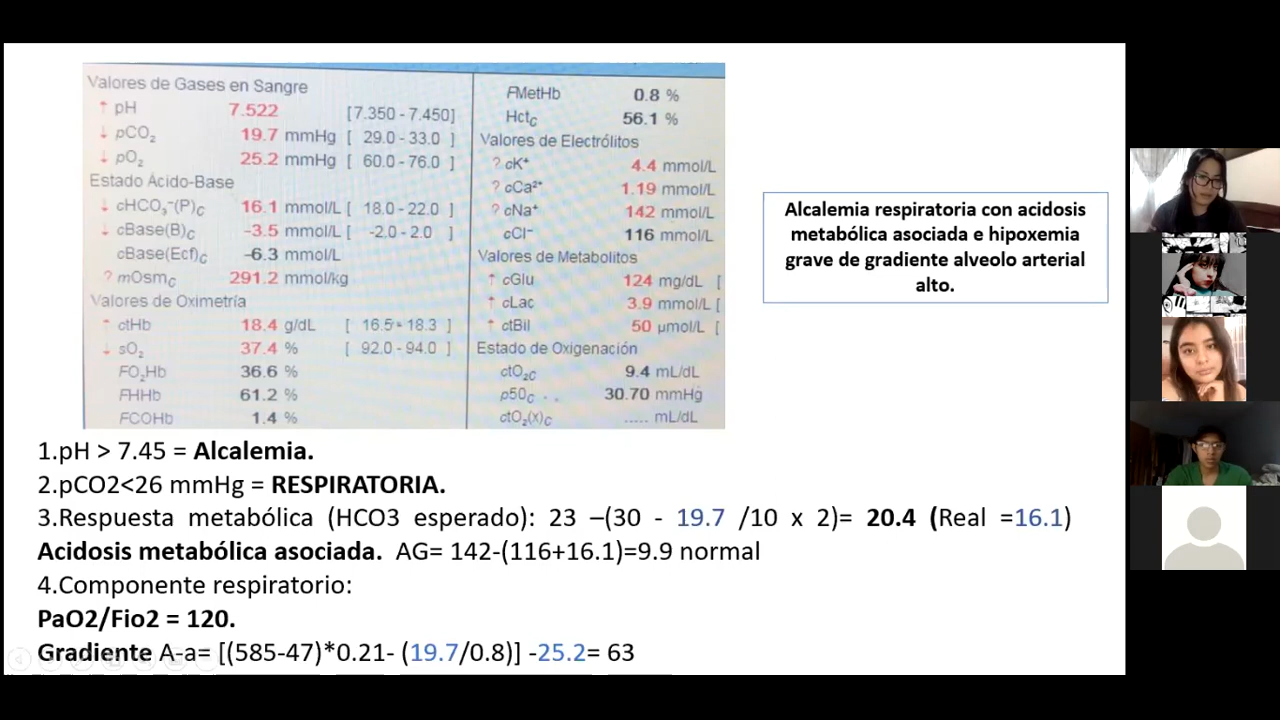 Valores de Gases en Sangre
↑ pH 7.522 [7.350 - 7.450]
↓ pCO₂ 19.7 mmHg [ 29.0 - 33.0 ]
↓ pO₂ 25.2 mmHg [ 60.0 - 76.0 ]
Estado Ácido-Base
↓ cHCO₃⁻(P)c 16.1 mmol/L [ 18.0 - 22.0 ]
↓ cBase(B)c -3.5 mmol/L [ -2.0 - 2.0 ]
cBase(Ecf)c -6.3 mmol/L
? mOsmc 291.2 mmol/kg
Valores de Oximetría
↑ ctHb 18.4 g/dL [ 16.5 - 18.3 ]
↓ sO₂ 37.4 % [ 92.0 - 94.0 ]
FO₂Hb 36.6 %
FHHb 61.2 %
FCOHb 1.4 %
FMetHb 0.8 %
Hctc 56.1 %
Valores de Electrólitos
? cK⁺ 4.4 mmol/L
? cCa²⁺ 1.19 mmol/L
? cNa⁺ 142 mmol/L
cCl⁻ 116 mmol/L
Valores de Metabolitos
↑ cGlu 124 mg/dL [
↑ cLac 3.9 mmol/L [
↑ ctBil 50 µmol/L [
Estado de Oxigenación
ctO₂c 9.4 mL/dL
p50c 30.70 mmHg
ctO₂(x)c ..... mL/dL
Alcalemia respiratoria con acidosis
metabólica asociada e hipoxemia
grave de gradiente alveolo arterial
alto.
1.pH > 7.45 = Alcalemia.
2.pCO2<26 mmHg = RESPIRATORIA.
3.Respuesta metabólica (HCO3 esperado): 23 –(30 - 19.7 /10 x 2)= 20.4 (Real =16.1)
Acidosis metabólica asociada. AG= 142-(116+16.1)=9.9 normal
4.Componente respiratorio:
PaO2/Fio2 = 120.
Gradiente A-a= [(585-47)*0.21- (19.7/0.8)] -25.2= 63